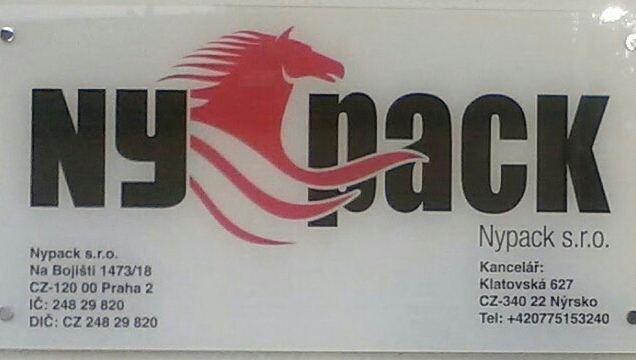 NYpack
Nypack s.r.o.
Nypack s.r.o.
Na Bojišti 1473/18
CZ-120 00 Praha 2
IČ: 248 29 820
DIČ: CZ 248 29 820
Kancelář:
Klatovská 627
CZ-340 22 Nýrsko
Tel: +420775153240